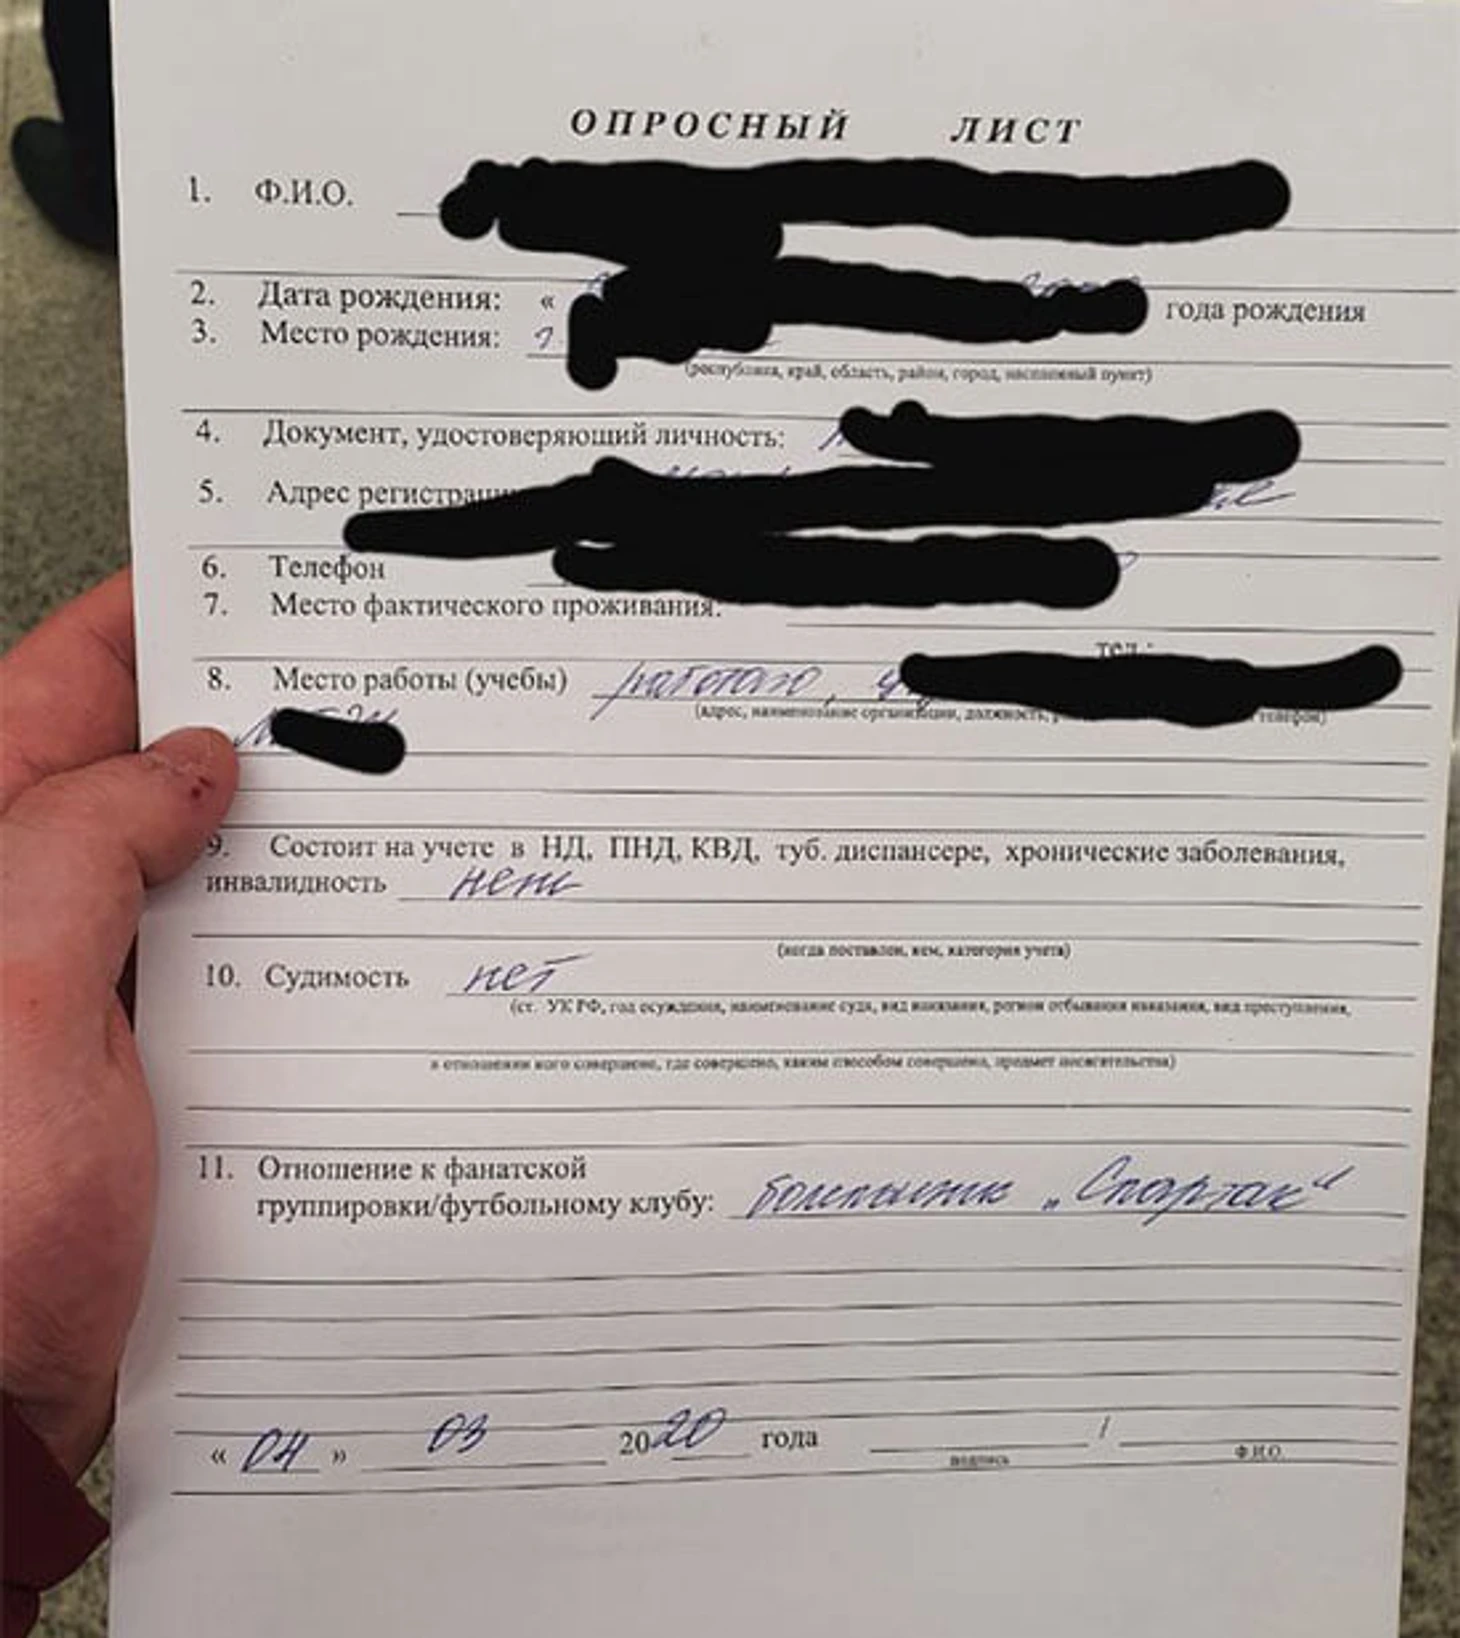 ОПРОСНЫЙ ЛИСТ
1. Ф.И.О.
2. Дата рождения: « года рождения
3. Место рождения:
(республика, край, область, район, город, населенный пункт)
4. Документ, удостоверяющий личность:
5. Адрес регистрации
6. Телефон
7. Место фактического проживания:
тел.:
8. Место работы (учебы) работаю,
(адрес, наименование организации, должность, телефон)
9. Состоит на учете в НД, ПНД, КВД, туб. диспансере, хронические заболевания,
инвалидность нет
(когда поставлен, кем, категория учета)
10. Судимость нет
(ст. УК РФ, год осуждения, наименование суда, вид наказания, регион отбывания наказания, вид преступления,
в отношении кого совершено, где совершено, каким способом совершено, предмет посягательства)
11. Отношение к фанатской
группировки/футбольному клубу: болельщик „Спартак“
« 04 » 03 2020 года /
подпись Ф.И.О.